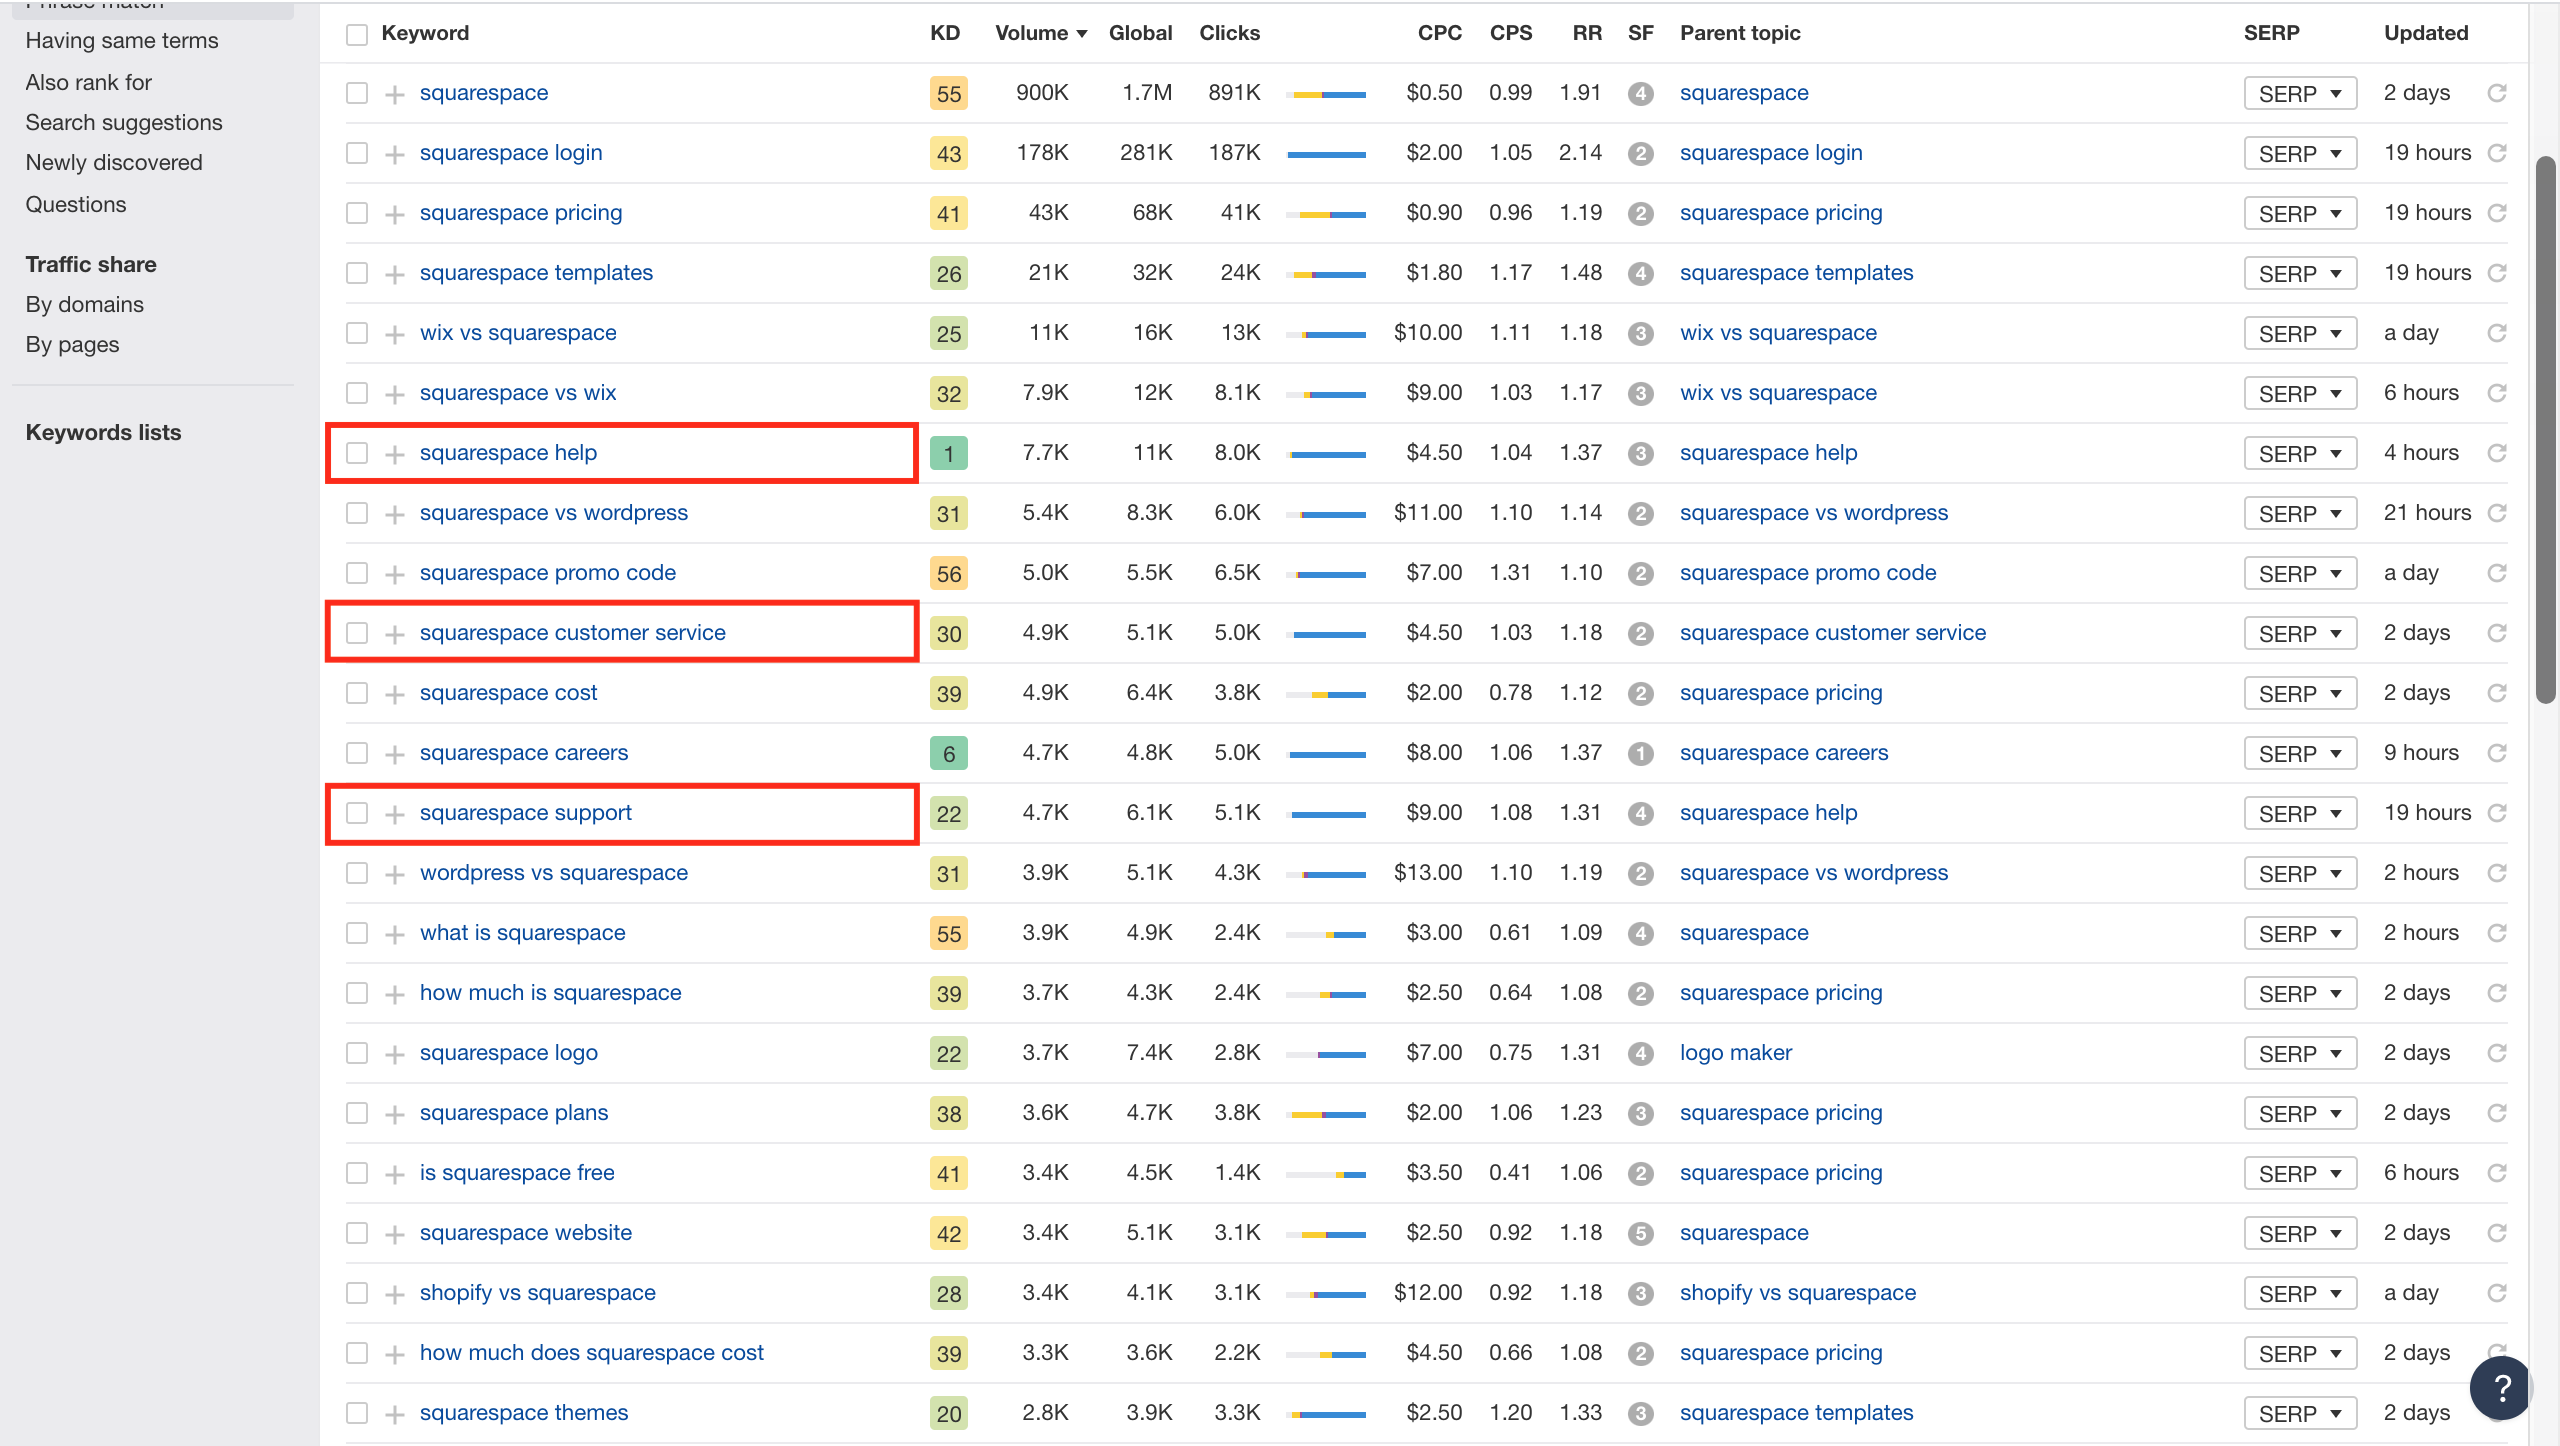 Phrase match
Having same terms
Also rank for
Search suggestions
Newly discovered
Questions
Traffic share
By domains
By pages
Keywords lists
Keyword KD Volume Global Clicks CPC CPS RR SF Parent topic SERP Updated
squarespace 55 900K 1.7M 891K $0.50 0.99 1.91 4 squarespace SERP 2 days
squarespace login 43 178K 281K 187K $2.00 1.05 2.14 2 squarespace login SERP 19 hours
squarespace pricing 41 43K 68K 41K $0.90 0.96 1.19 2 squarespace pricing SERP 19 hours
squarespace templates 26 21K 32K 24K $1.80 1.17 1.48 4 squarespace templates SERP 19 hours
wix vs squarespace 25 11K 16K 13K $10.00 1.11 1.18 3 wix vs squarespace SERP a day
squarespace vs wix 32 7.9K 12K 8.1K $9.00 1.03 1.17 3 wix vs squarespace SERP 6 hours
squarespace help 1 7.7K 11K 8.0K $4.50 1.04 1.37 3 squarespace help SERP 4 hours
squarespace vs wordpress 31 5.4K 8.3K 6.0K $11.00 1.10 1.14 2 squarespace vs wordpress SERP 21 hours
squarespace promo code 56 5.0K 5.5K 6.5K $7.00 1.31 1.10 2 squarespace promo code SERP a day
squarespace customer service 30 4.9K 5.1K 5.0K $4.50 1.03 1.18 2 squarespace customer service SERP 2 days
squarespace cost 39 4.9K 6.4K 3.8K $2.00 0.78 1.12 2 squarespace pricing SERP 2 days
squarespace careers 6 4.7K 4.8K 5.0K $8.00 1.06 1.37 1 squarespace careers SERP 9 hours
squarespace support 22 4.7K 6.1K 5.1K $9.00 1.08 1.31 4 squarespace help SERP 19 hours
wordpress vs squarespace 31 3.9K 5.1K 4.3K $13.00 1.10 1.19 2 squarespace vs wordpress SERP 2 hours
what is squarespace 55 3.9K 4.9K 2.4K $3.00 0.61 1.09 4 squarespace SERP 2 hours
how much is squarespace 39 3.7K 4.3K 2.4K $2.50 0.64 1.08 2 squarespace pricing SERP 2 days
squarespace logo 22 3.7K 7.4K 2.8K $7.00 0.75 1.31 4 logo maker SERP 2 days
squarespace plans 38 3.6K 4.7K 3.8K $2.00 1.06 1.23 3 squarespace pricing SERP 2 days
is squarespace free 41 3.4K 4.5K 1.4K $3.50 0.41 1.06 2 squarespace pricing SERP 6 hours
squarespace website 42 3.4K 5.1K 3.1K $2.50 0.92 1.18 5 squarespace SERP 2 days
shopify vs squarespace 28 3.4K 4.1K 3.1K $12.00 0.92 1.18 3 shopify vs squarespace SERP a day
how much does squarespace cost 39 3.3K 3.6K 2.2K $4.50 0.66 1.08 2 squarespace pricing SERP 2 days
squarespace themes 20 2.8K 3.9K 3.3K $2.50 1.20 1.33 3 squarespace templates SERP 2 days
?